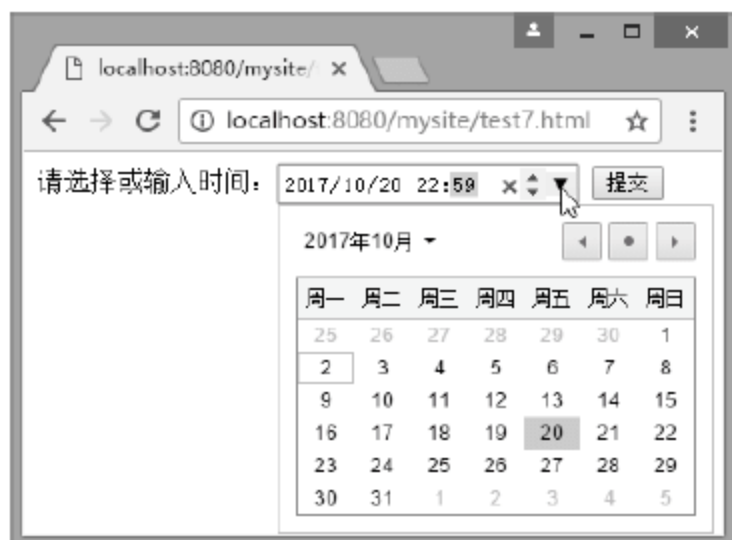 localhost:8080/mysite/
localhost:8080/mysite/test7.html
请选择或输入时间： 2017/10/20 22:59 提交
2017年10月
周一 周二 周三 周四 周五 周六 周日
25 26 27 28 29 30 1
2 3 4 5 6 7 8
9 10 11 12 13 14 15
16 17 18 19 20 21 22
23 24 25 26 27 28 29
30 31 1 2 3 4 5